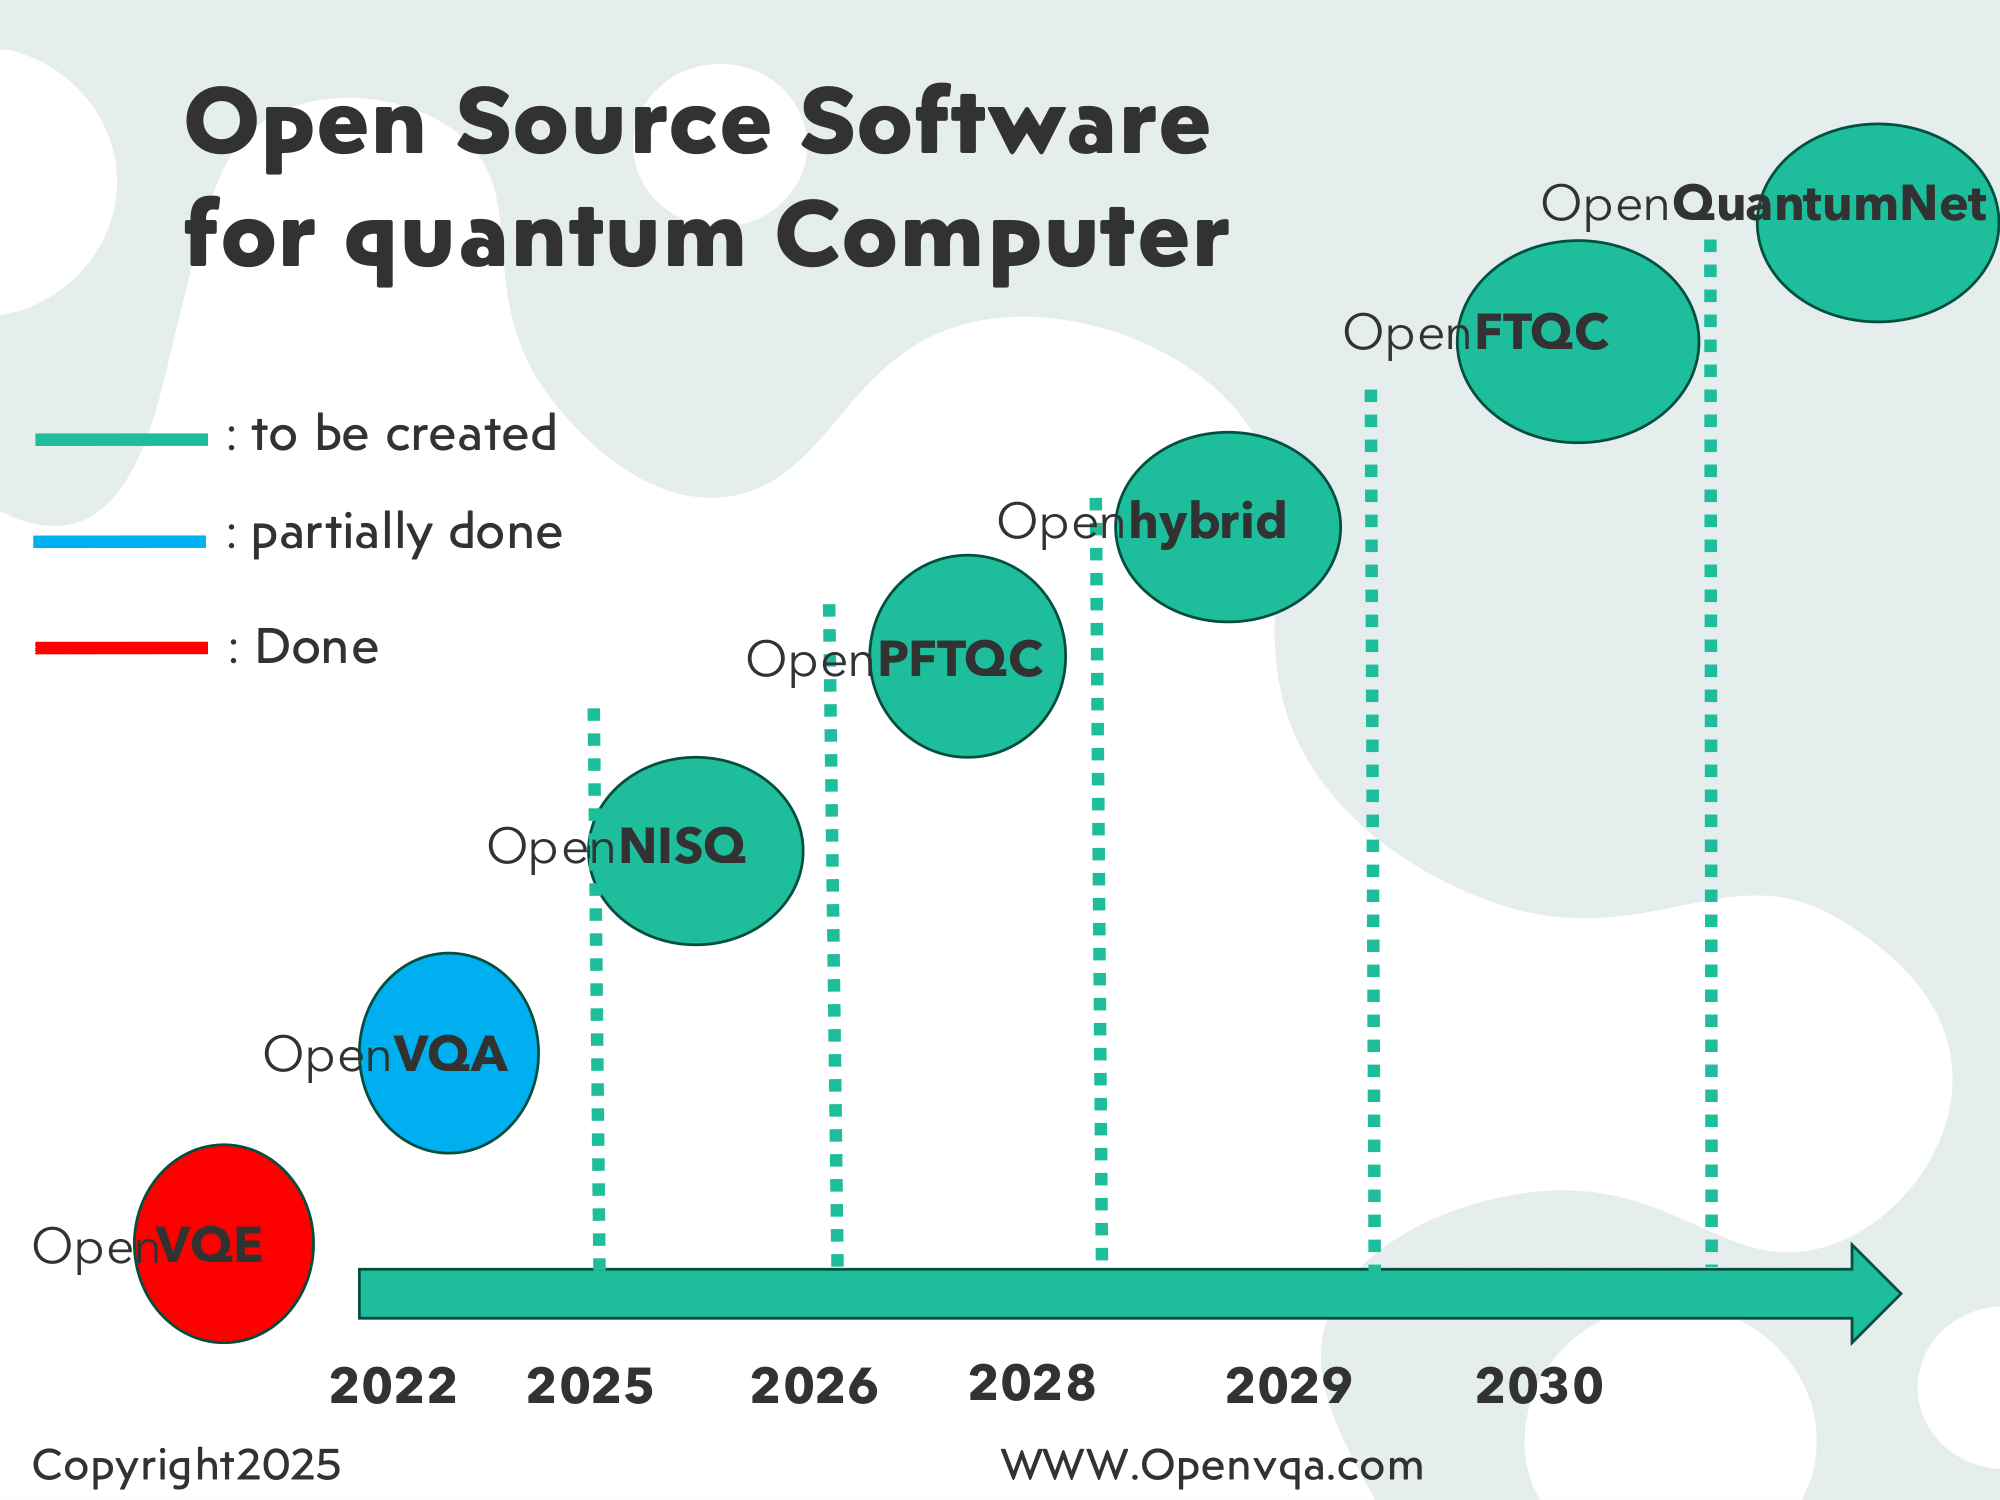 Open Source Software
for quantum Computer
OpenQuantumNet
OpenFTQC
: to be created
Openhybrid
: partially done
: Done
OpenPFTQC
OpenNISQ
OpenVQA
OpenVQE
2022 2025 2026 2028 2029 2030
Copyright2025 WWW.Openvqa.com